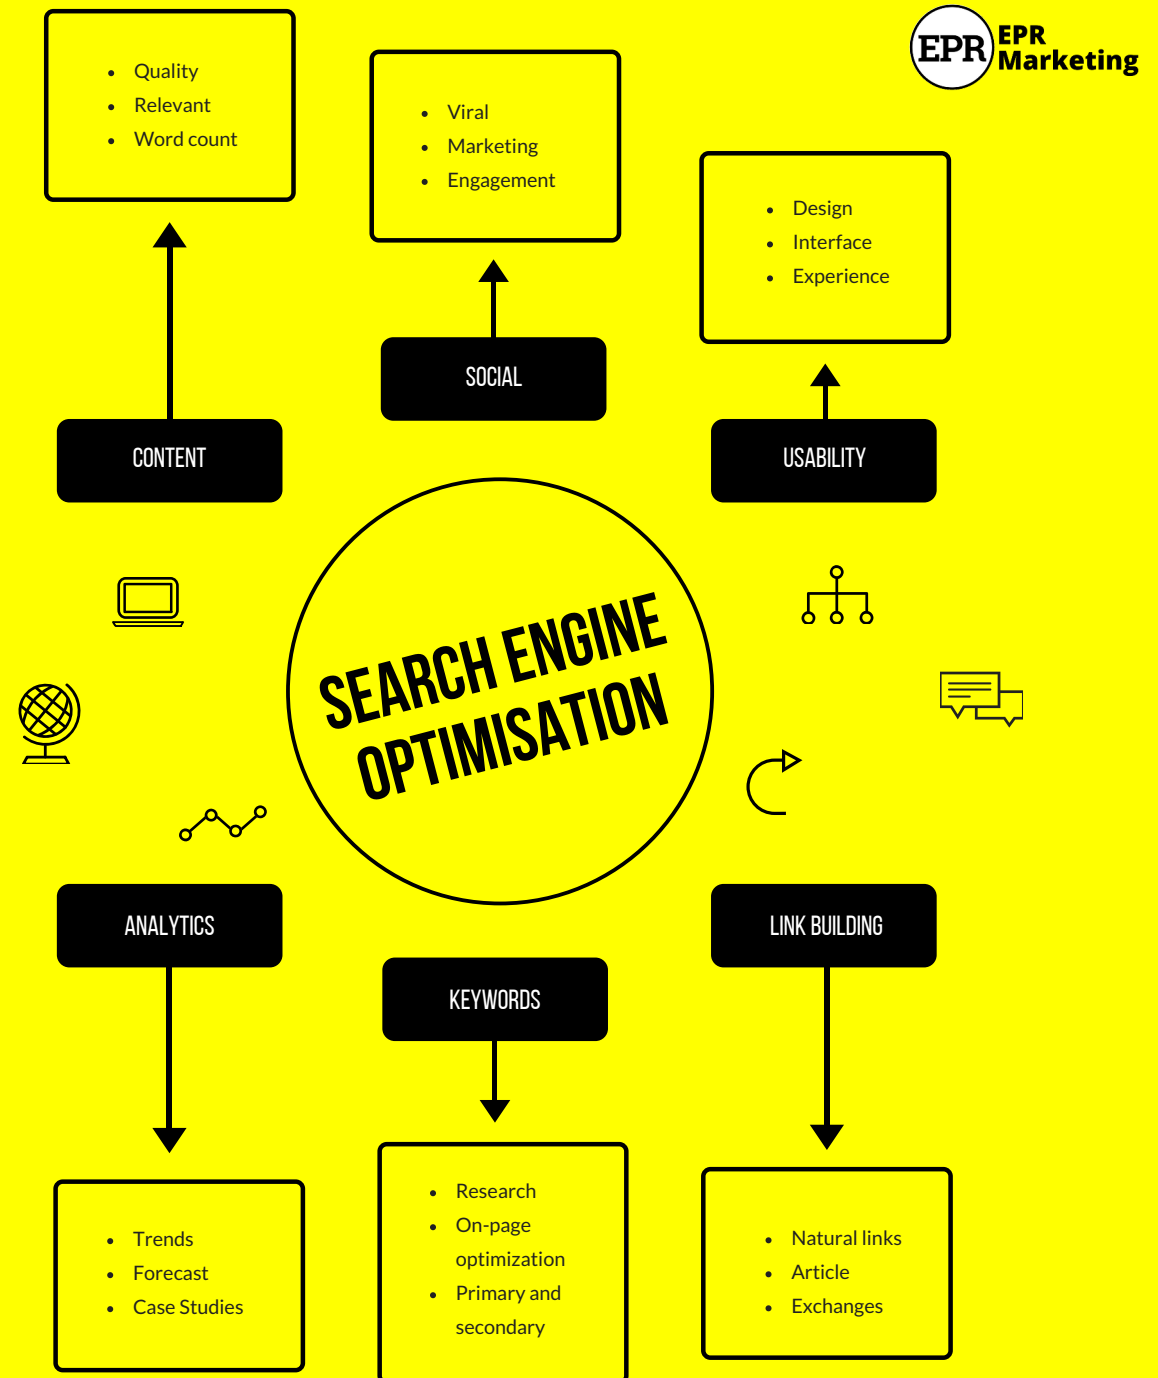 EPR
EPR
Marketing
• Quality
• Relevant
• Word count
• Viral
• Marketing
• Engagement
• Design
• Interface
• Experience
SOCIAL
CONTENT
USABILITY
SEARCH ENGINE
OPTIMISATION
ANALYTICS
LINK BUILDING
KEYWORDS
• Trends
• Forecast
• Case Studies
• Research
• On-page
optimization
• Primary and
secondary
• Natural links
• Article
• Exchanges